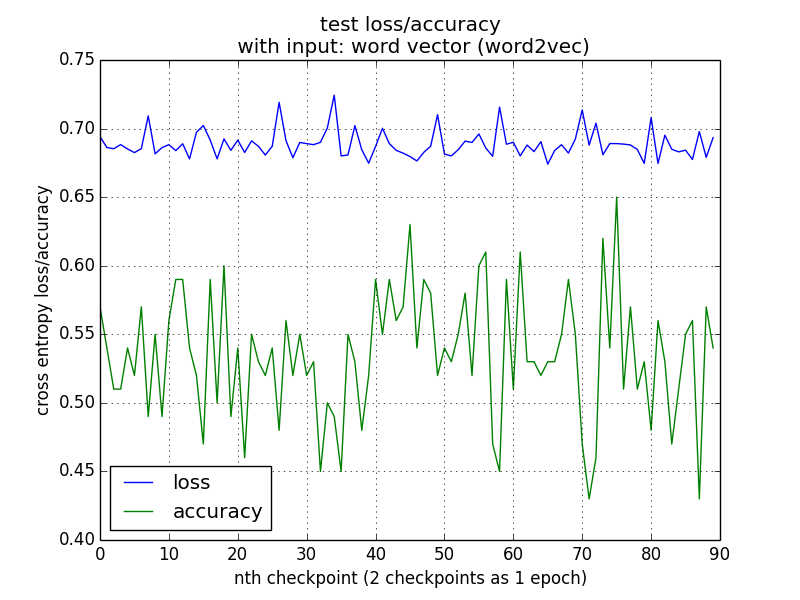 test loss/accuracy
with input: word vector (word2vec)
0.75
0.70
0.65
0.60
0.55
0.50
0.45
0.40
cross entropy loss/accuracy
loss
accuracy
0 10 20 30 40 50 60 70 80 90
nth checkpoint (2 checkpoints as 1 epoch)